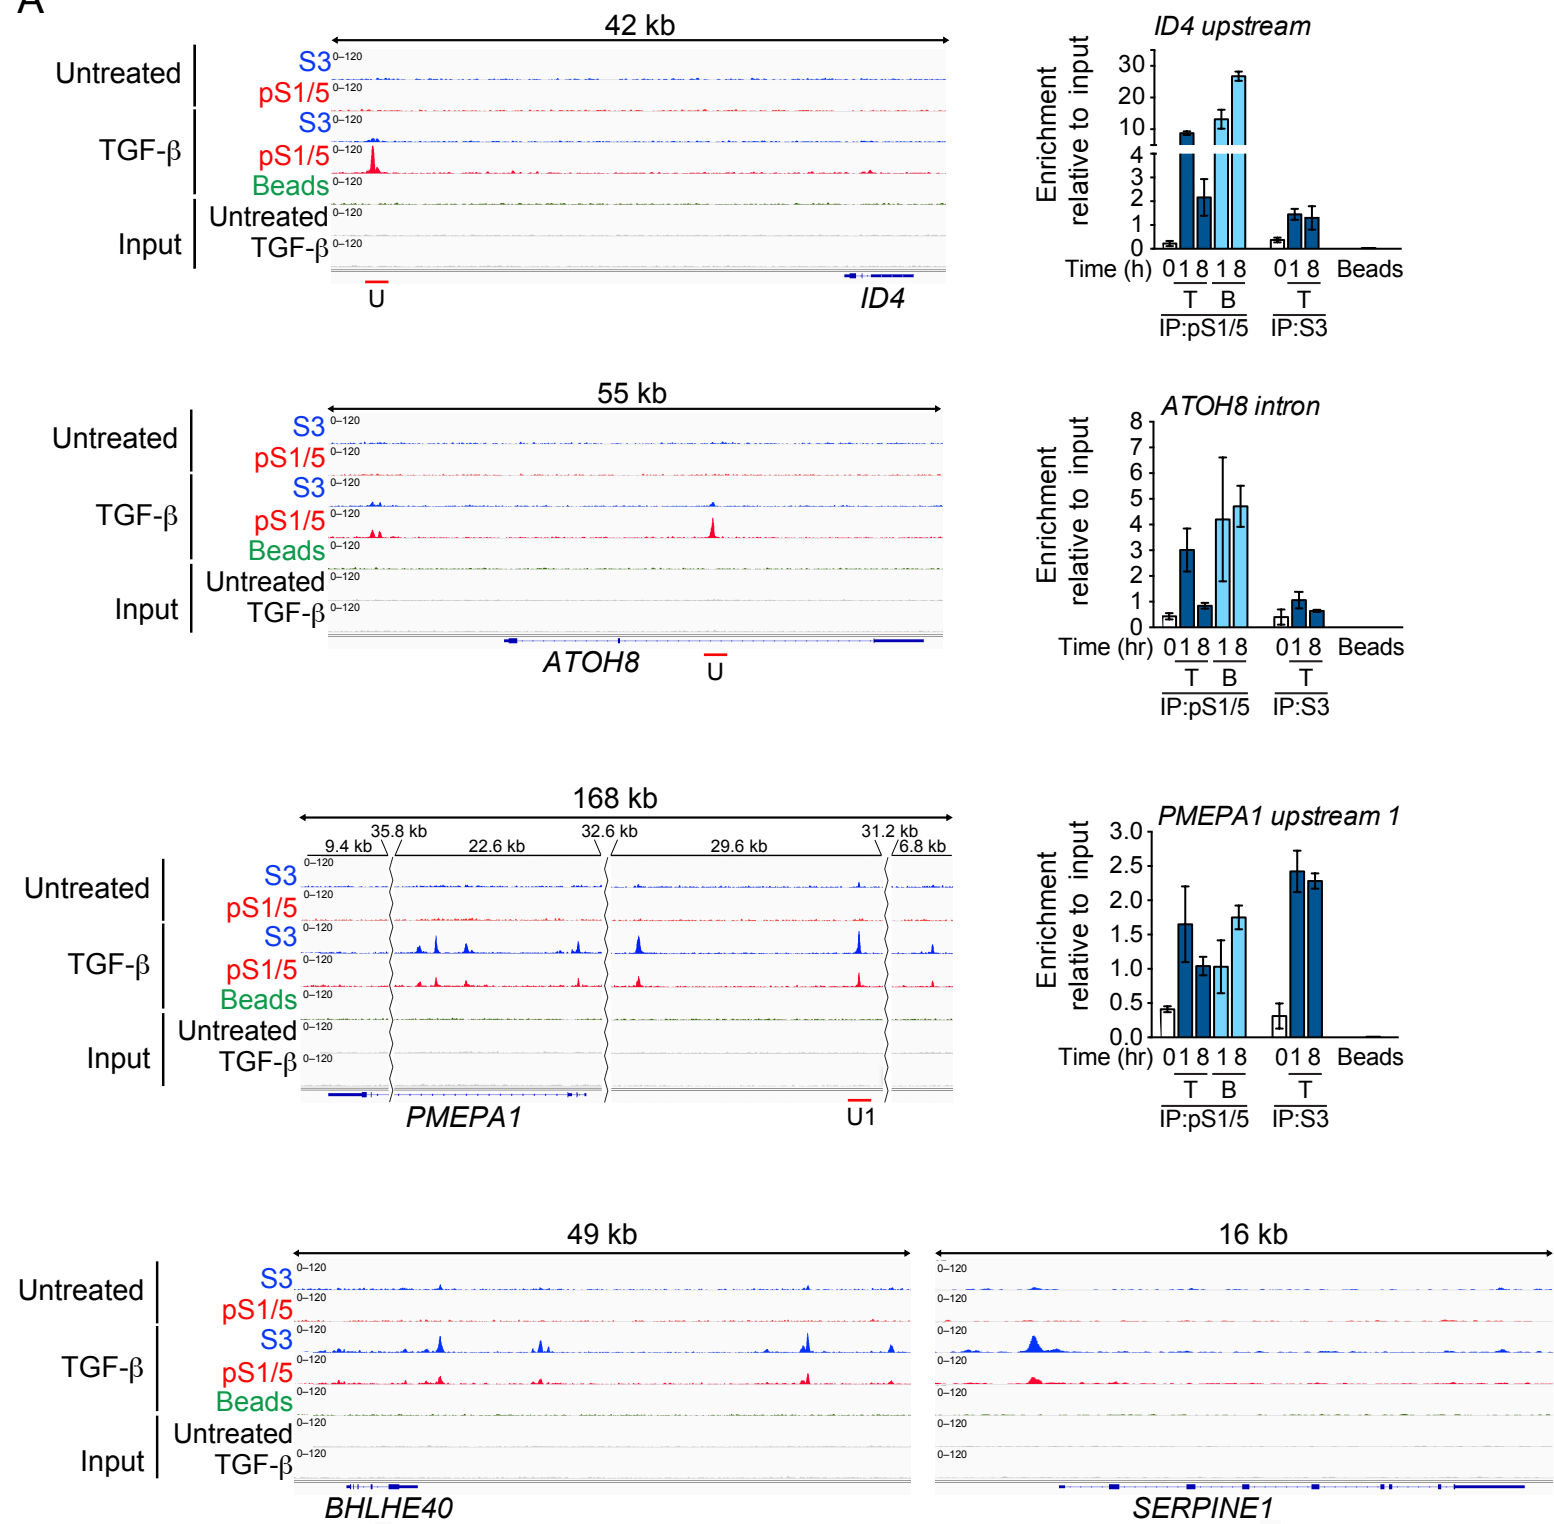 A
42 kb
Untreated
S3 0–120
pS1/5 0–120
TGF-β
S3 0–120
pS1/5 0–120
Beads 0–120
Input
Untreated 0–120
TGF-β 0–120
U
ID4
ID4 upstream
Enrichment
relative to input
30
20
10
4
3
2
1
0
Time (h) 0 1 8 1 8 0 1 8 Beads
T B T
IP:pS1/5 IP:S3
55 kb
Untreated
S3 0–120
pS1/5 0–120
TGF-β
S3 0–120
pS1/5 0–120
Beads 0–120
Input
Untreated 0–120
TGF-β 0–120
ATOH8
U
ATOH8 intron
Enrichment
relative to input
8
7
6
5
4
3
2
1
0
Time (hr) 0 1 8 1 8 0 1 8 Beads
T B T
IP:pS1/5 IP:S3
168 kb
35.8 kb 32.6 kb 31.2 kb
9.4 kb 22.6 kb 29.6 kb 6.8 kb
Untreated
S3 0–120
pS1/5 0–120
TGF-β
S3 0–120
pS1/5 0–120
Beads 0–120
Input
Untreated 0–120
TGF-β 0–120
PMEPA1
U1
PMEPA1 upstream 1
Enrichment
relative to input
3.0
2.5
2.0
1.5
1.0
0.5
0.0
Time (hr) 0 1 8 1 8 0 1 8 Beads
T B T
IP:pS1/5 IP:S3
49 kb 16 kb
Untreated
S3 0–120 0–120
pS1/5 0–120 0–120
TGF-β
S3 0–120 0–120
pS1/5 0–120 0–120
Beads 0–120 0–120
Input
Untreated 0–120 0–120
TGF-β 0–120 0–120
BHLHE40 SERPINE1